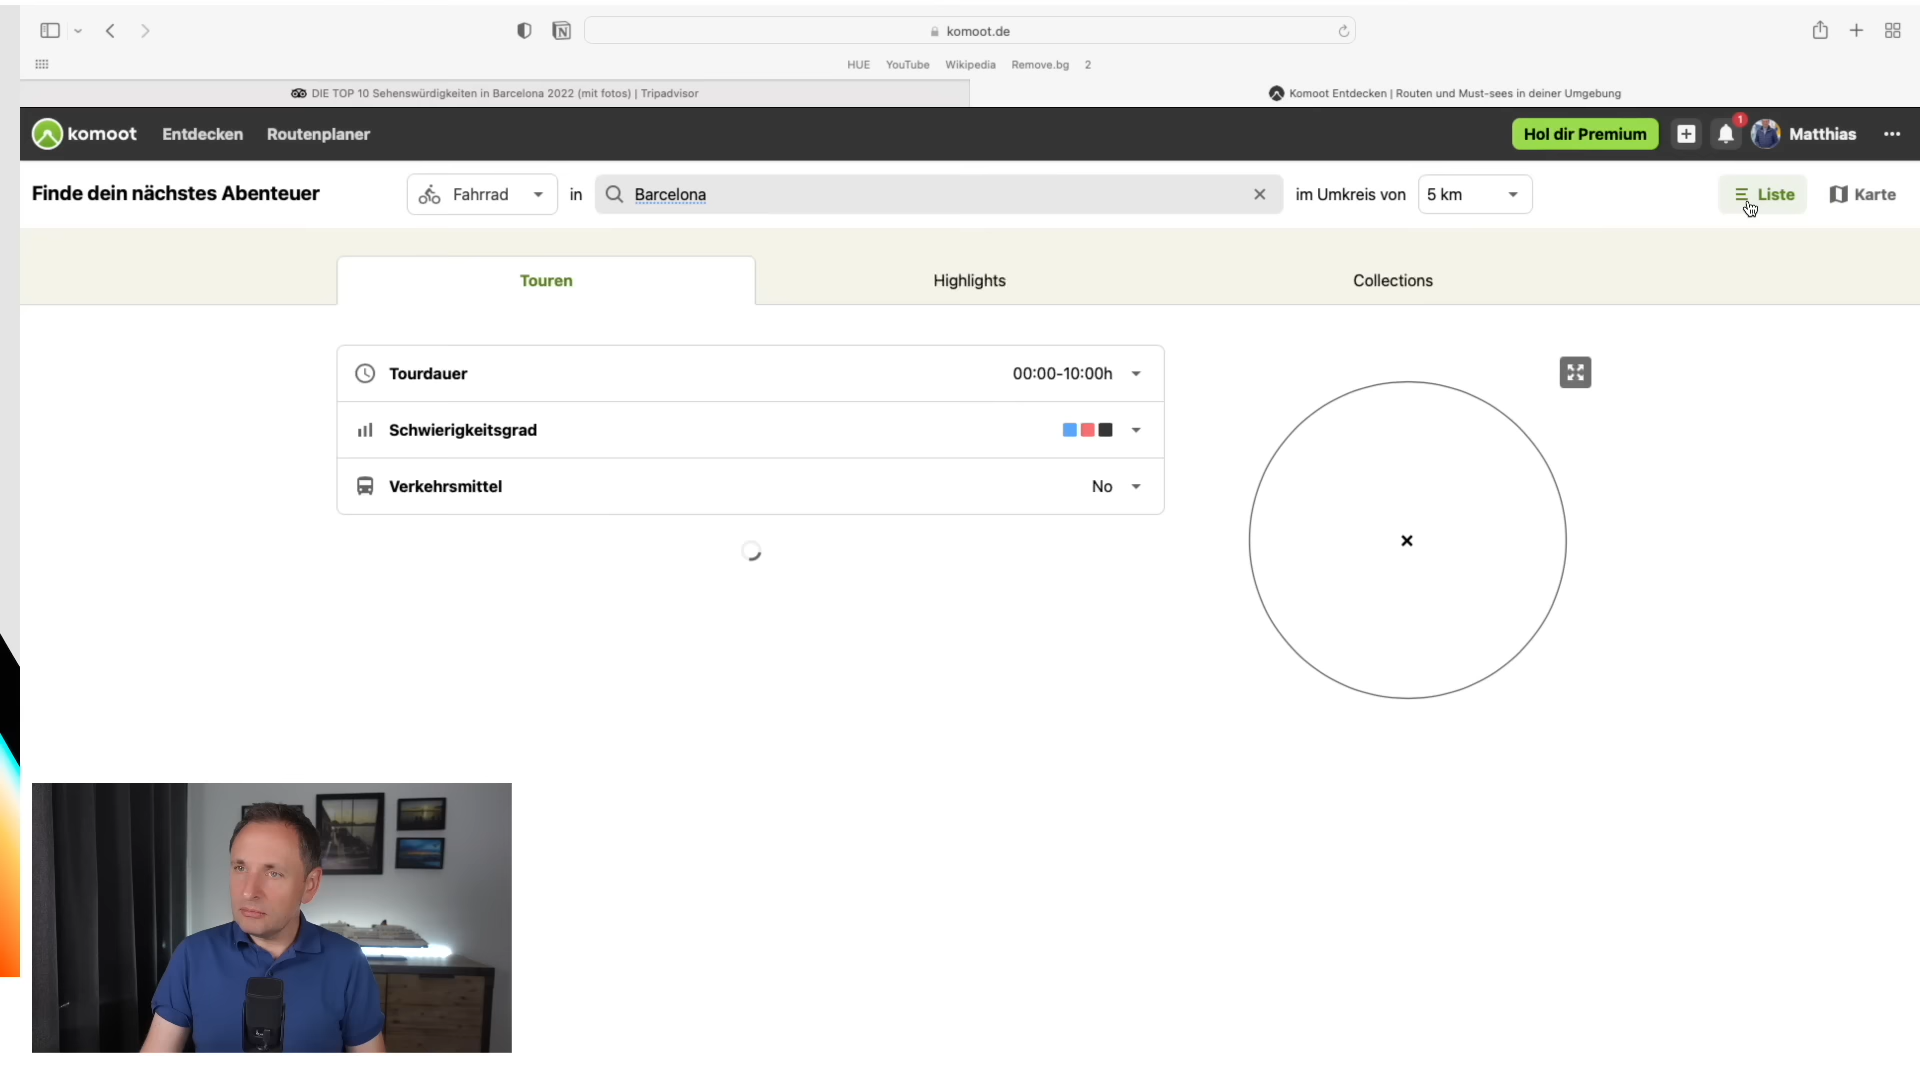 komoot.de
HUE YouTube Wikipedia Remove.bg 2
DIE TOP 10 Sehenswürdigkeiten in Barcelona 2022 (mit fotos) | Tripadvisor
Komoot Entdecken | Routen und Must-sees in deiner Umgebung
komoot Entdecken Routenplaner Hol dir Premium 1 Matthias
Finde dein nächstes Abenteuer Fahrrad in Barcelona im Umkreis von 5 km Liste Karte
Touren Highlights Collections
Tourdauer 00:00-10:00h
Schwierigkeitsgrad
Verkehrsmittel No